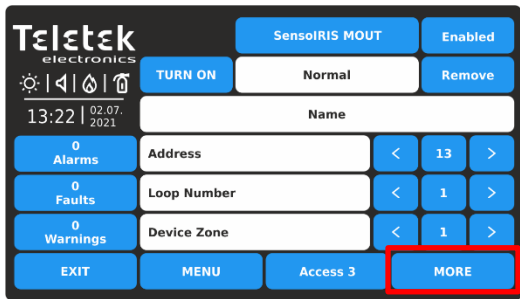 Teletek
electronics
SensoIRIS MOUT
Enabled
TURN ON
Normal
Remove
13:22
02.07.
2021
Name
0
Alarms
Address
<
13
>
0
Faults
Loop Number
<
1
>
0
Warnings
Device Zone
<
1
>
EXIT
MENU
Access 3
MORE